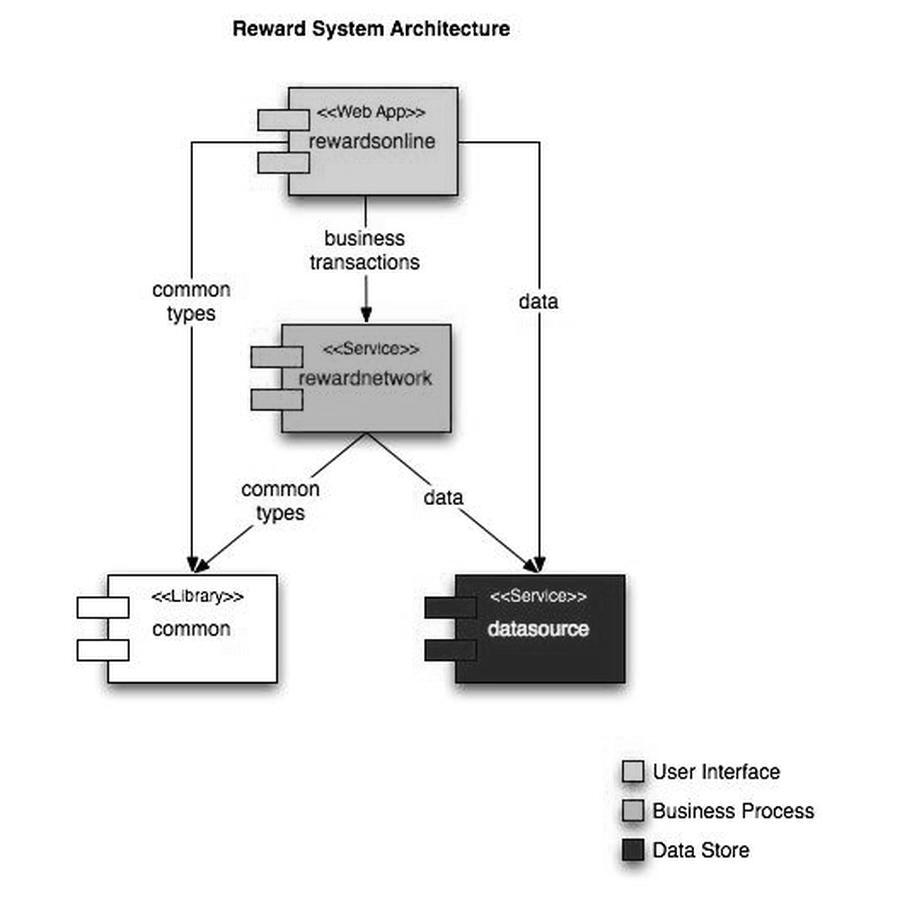 Reward System Architecture
<<Web App>>
rewardsonline
business
transactions
common
types
data
<<Service>>
rewardnetwork
common
types
data
<<Library>>
common
<<Service>>
datasource
User Interface
Business Process
Data Store